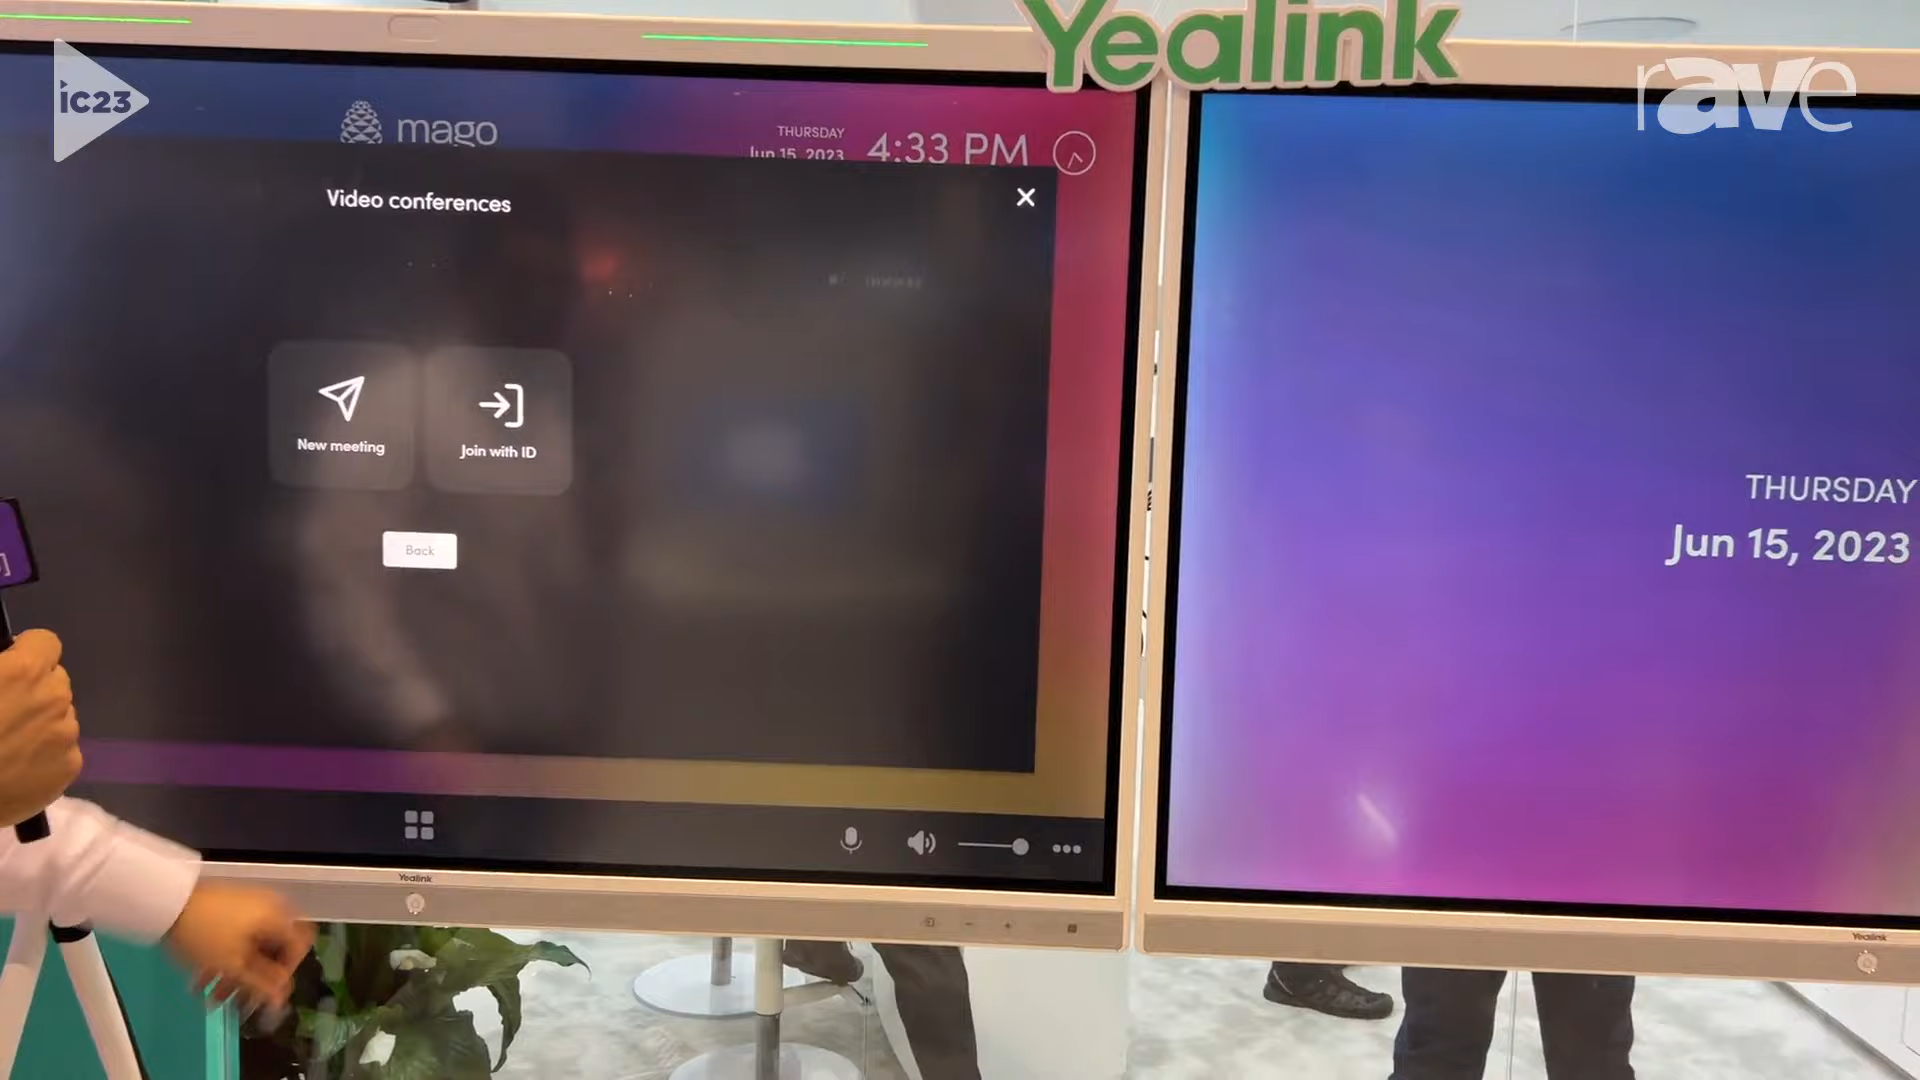 Yealink
ic23
rave
mago
THURSDAY
Jun 15, 2023
4:33 PM
Video conferences
New meeting
Join with ID
Back
THURSDAY
Jun 15, 2023
Yealink
Yealink